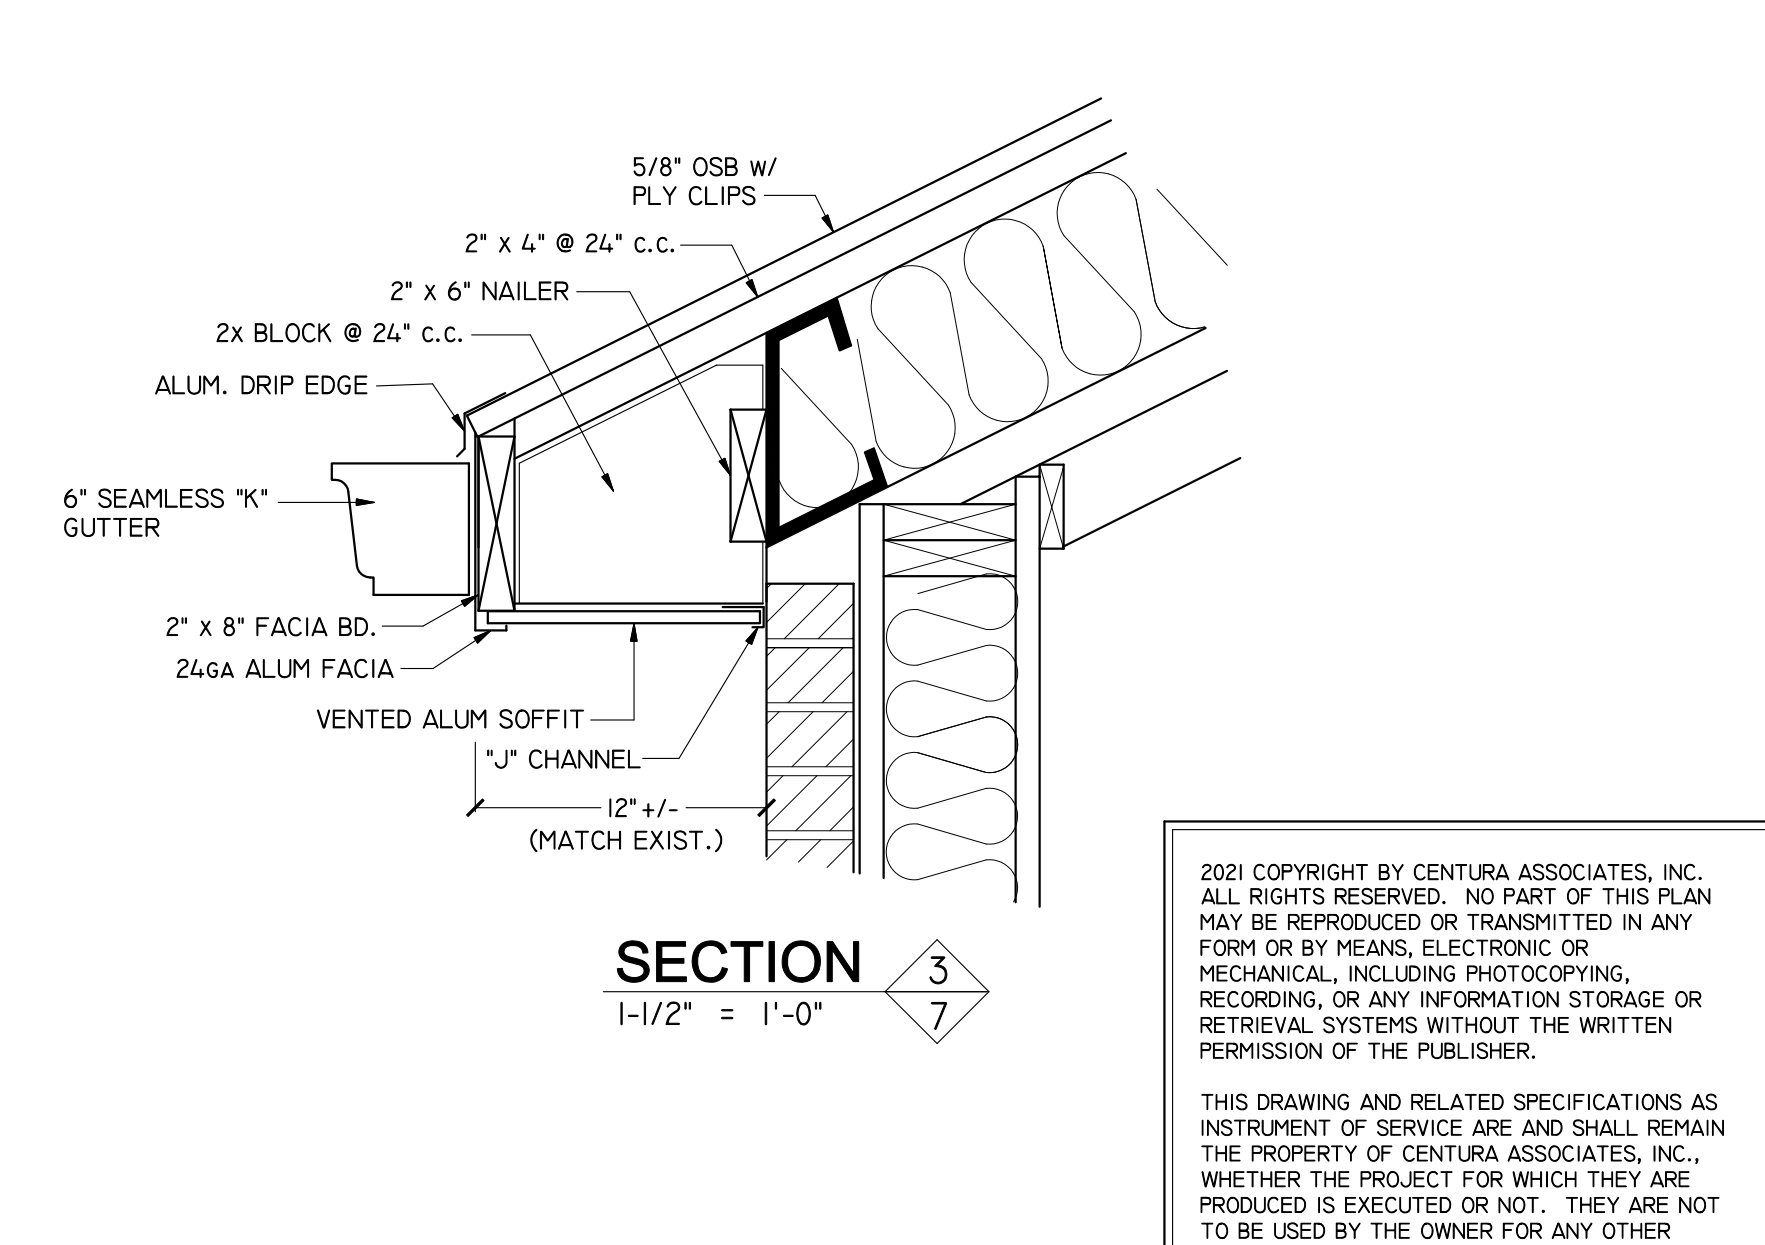 5/8" OSB W/
PLY CLIPS
2" X 4" @ 24" C.C.
2" X 6" NAILER
2X BLOCK @ 24" C.C.
ALUM. DRIP EDGE
6" SEAMLESS "K"
GUTTER
2" X 8" FACIA BD.
24GA ALUM FACIA
VENTED ALUM SOFFIT
"J" CHANNEL
12" +/-
(MATCH EXIST.)
SECTION
1-1/2" = 1'-0"
3
7
2021 COPYRIGHT BY CENTURA ASSOCIATES, INC.
ALL RIGHTS RESERVED. NO PART OF THIS PLAN
MAY BE REPRODUCED OR TRANSMITTED IN ANY
FORM OR BY MEANS, ELECTRONIC OR
MECHANICAL, INCLUDING PHOTOCOPYING,
RECORDING, OR ANY INFORMATION STORAGE OR
RETRIEVAL SYSTEMS WITHOUT THE WRITTEN
PERMISSION OF THE PUBLISHER.
THIS DRAWING AND RELATED SPECIFICATIONS AS
INSTRUMENT OF SERVICE ARE AND SHALL REMAIN
THE PROPERTY OF CENTURA ASSOCIATES, INC.,
WHETHER THE PROJECT FOR WHICH THEY ARE
PRODUCED IS EXECUTED OR NOT. THEY ARE NOT
TO BE USED BY THE OWNER FOR ANY OTHER